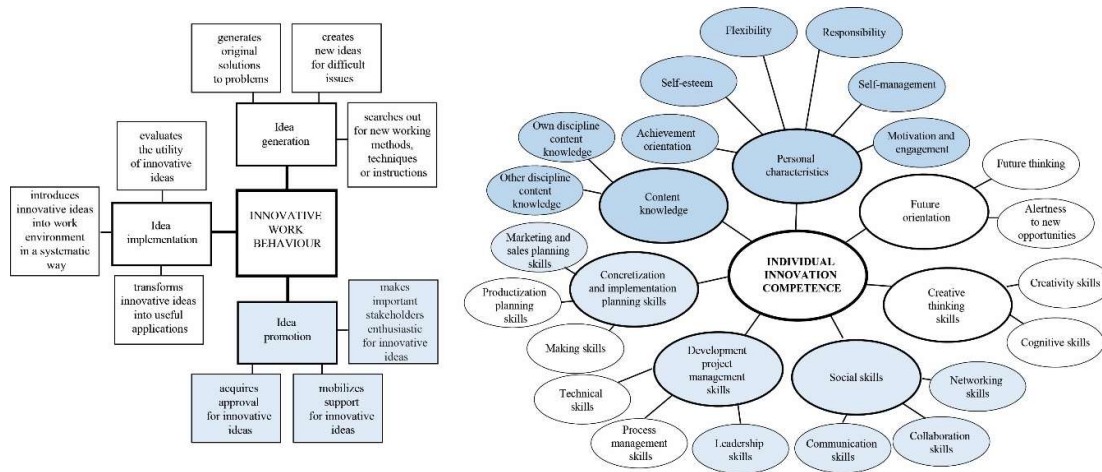 generates
original
solutions
to problems
creates
new ideas
for difficult
issues
Idea
generation
searches out
for new working
methods,
techniques
or instructions
evaluates
the utility
of innovative
ideas
introduces
innovative ideas
into work
environment
in a systematic
way
Idea
implementation
INNOVATIVE
WORK
BEHAVIOUR
transforms
innovative ideas
into useful
applications
Idea
promotion
makes
important
stakeholders
enthusiastic
for innovative
ideas
acquires
approval
for innovative
ideas
mobilizes
support
for innovative
ideas
Flexibility
Responsibility
Self-esteem
Self-management
Own discipline
content
knowledge
Achievement
orientation
Personal
characteristics
Motivation and
engagement
Other discipline
content
knowledge
Content
knowledge
Future thinking
Future
orientation
Alertness
to new
opportunities
Marketing and
sales planning
skills
Concretization
and implementation
planning skills
INDIVIDUAL
INNOVATION
COMPETENCE
Productization
planning
skills
Creative
thinking
skills
Creativity skills
Making skills
Cognitive skills
Development
project
management
skills
Social skills
Technical
skills
Networking
skills
Process
management
skills
Leadership
skills
Communication
skills
Collaboration
skills